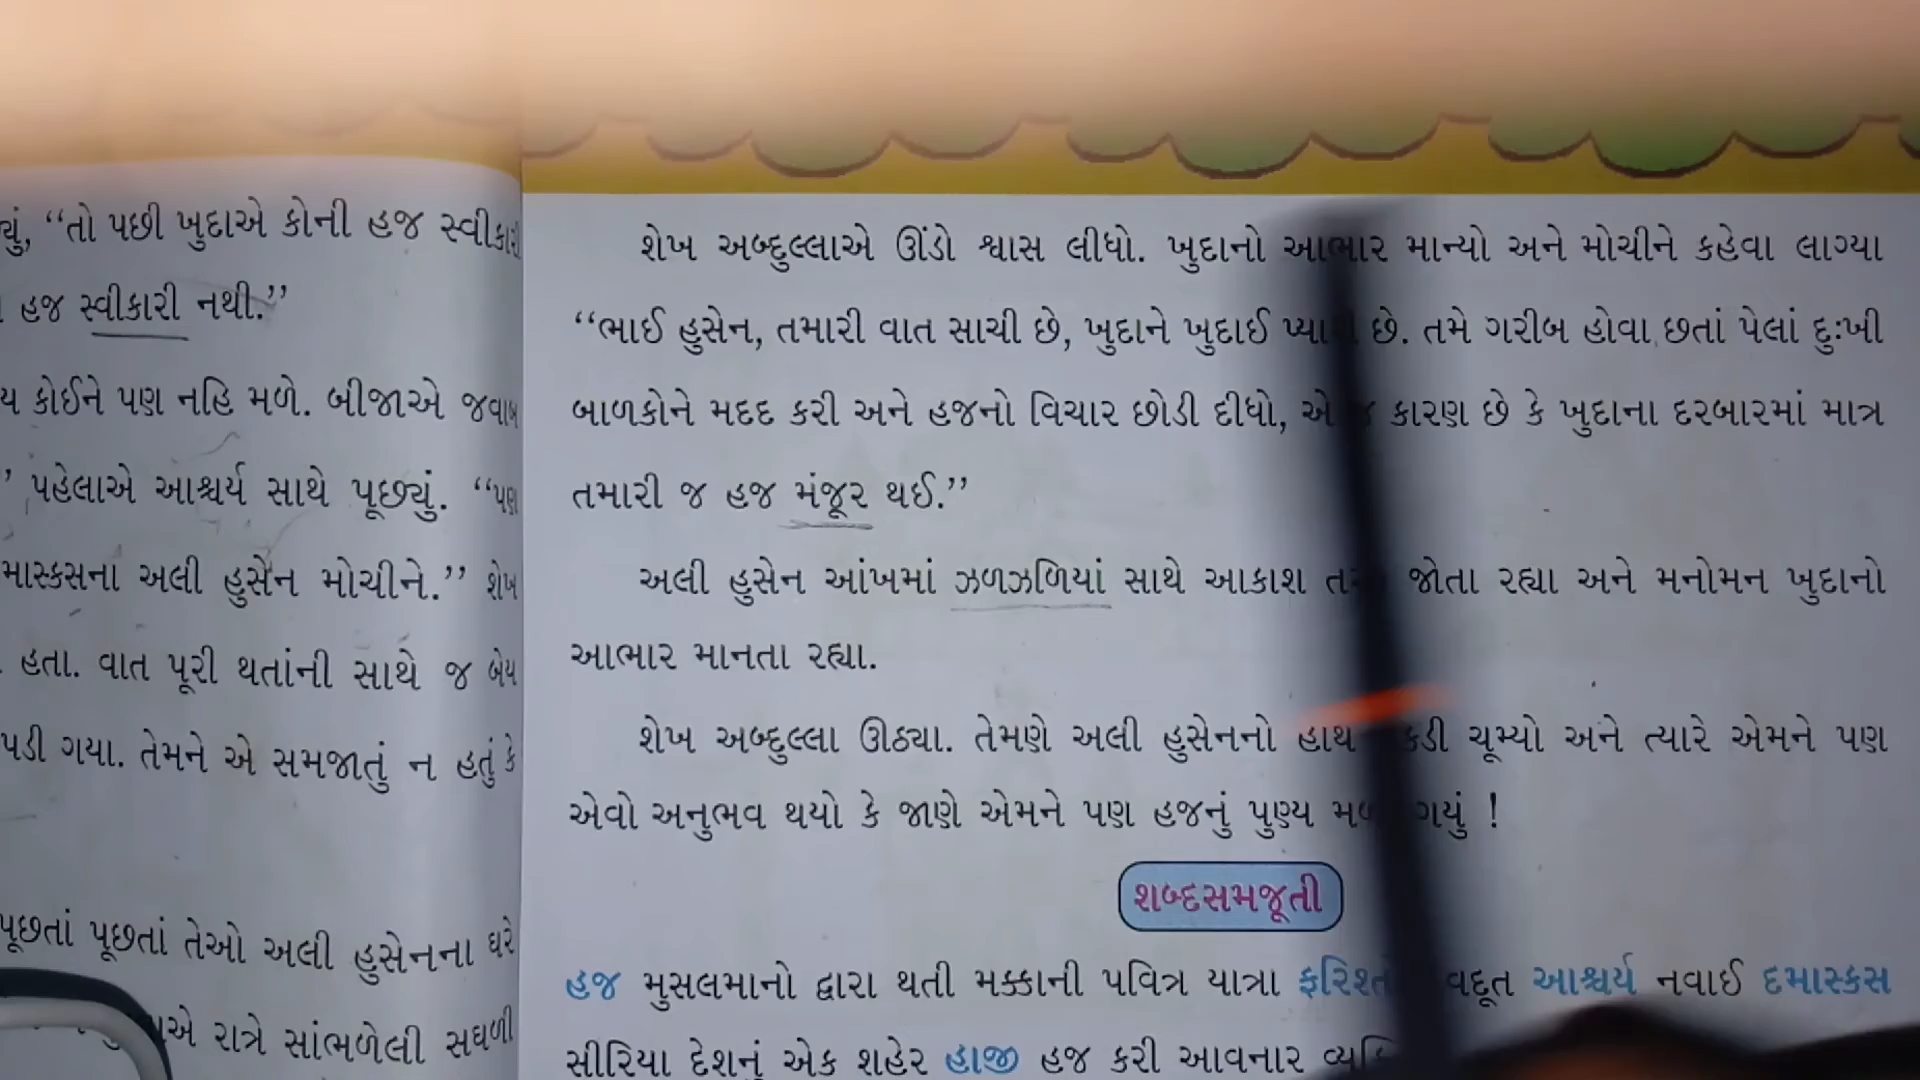 “તો પછી ખુદાએ કોની હજ સ્વીકારી
હજ સ્વીકારી નથી.”
કોઈને પણ નહિ મળે. બીજાએ જવાબ
પહેલાએ આશ્ચર્ય સાથે પૂછ્યું. “પણ
અલી હુસેન મોચીને.” શેખ
હતા. વાત પૂરી થતાંની સાથે જ બેય
પડી ગયા. તેમને એ સમજાતું ન હતું કે
પૂછતાં પૂછતાં તેઓ અલી હુસેનના ઘરે
રાત્રે સાંભળેલી સઘળી
શેખ અબ્દુલ્લાએ ઊંડો શ્વાસ લીધો. ખુદાનો આભાર માન્યો અને મોચીને કહેવા લાગ્યા
“ભાઈ હુસેન, તમારી વાત સાચી છે, ખુદાને ખુદાઈ છે. તમે ગરીબ હોવા છતાં પેલાં દુઃખી
બાળકોને મદદ કરી અને હજનો વિચાર છોડી દીધો, એ જ કારણ છે કે ખુદાના દરબારમાં માત્ર
તમારી જ હજ મંજૂર થઈ.”
અલી હુસેન આંખમાં ઝળઝળિયાં સાથે આકાશ જોતા રહ્યા અને મનોમન ખુદાનો
આભાર માનતા રહ્યા.
શેખ અબ્દુલ્લા ઊઠ્યા. તેમણે અલી હુસેનનો હાથ ચૂમ્યો અને ત્યારે એમને પણ
એવો અનુભવ થયો કે જાણે એમને પણ હજનું પુણ્ય ગયું !
શબ્દસમજૂતી
હજ મુસલમાનો દ્વારા થતી મક્કાની પવિત્ર યાત્રા આશ્ચર્ય નવાઈ દમાસ્કસ
સીરિયા દેશનું એક શહેર હાજી હજ કરી આવનાર